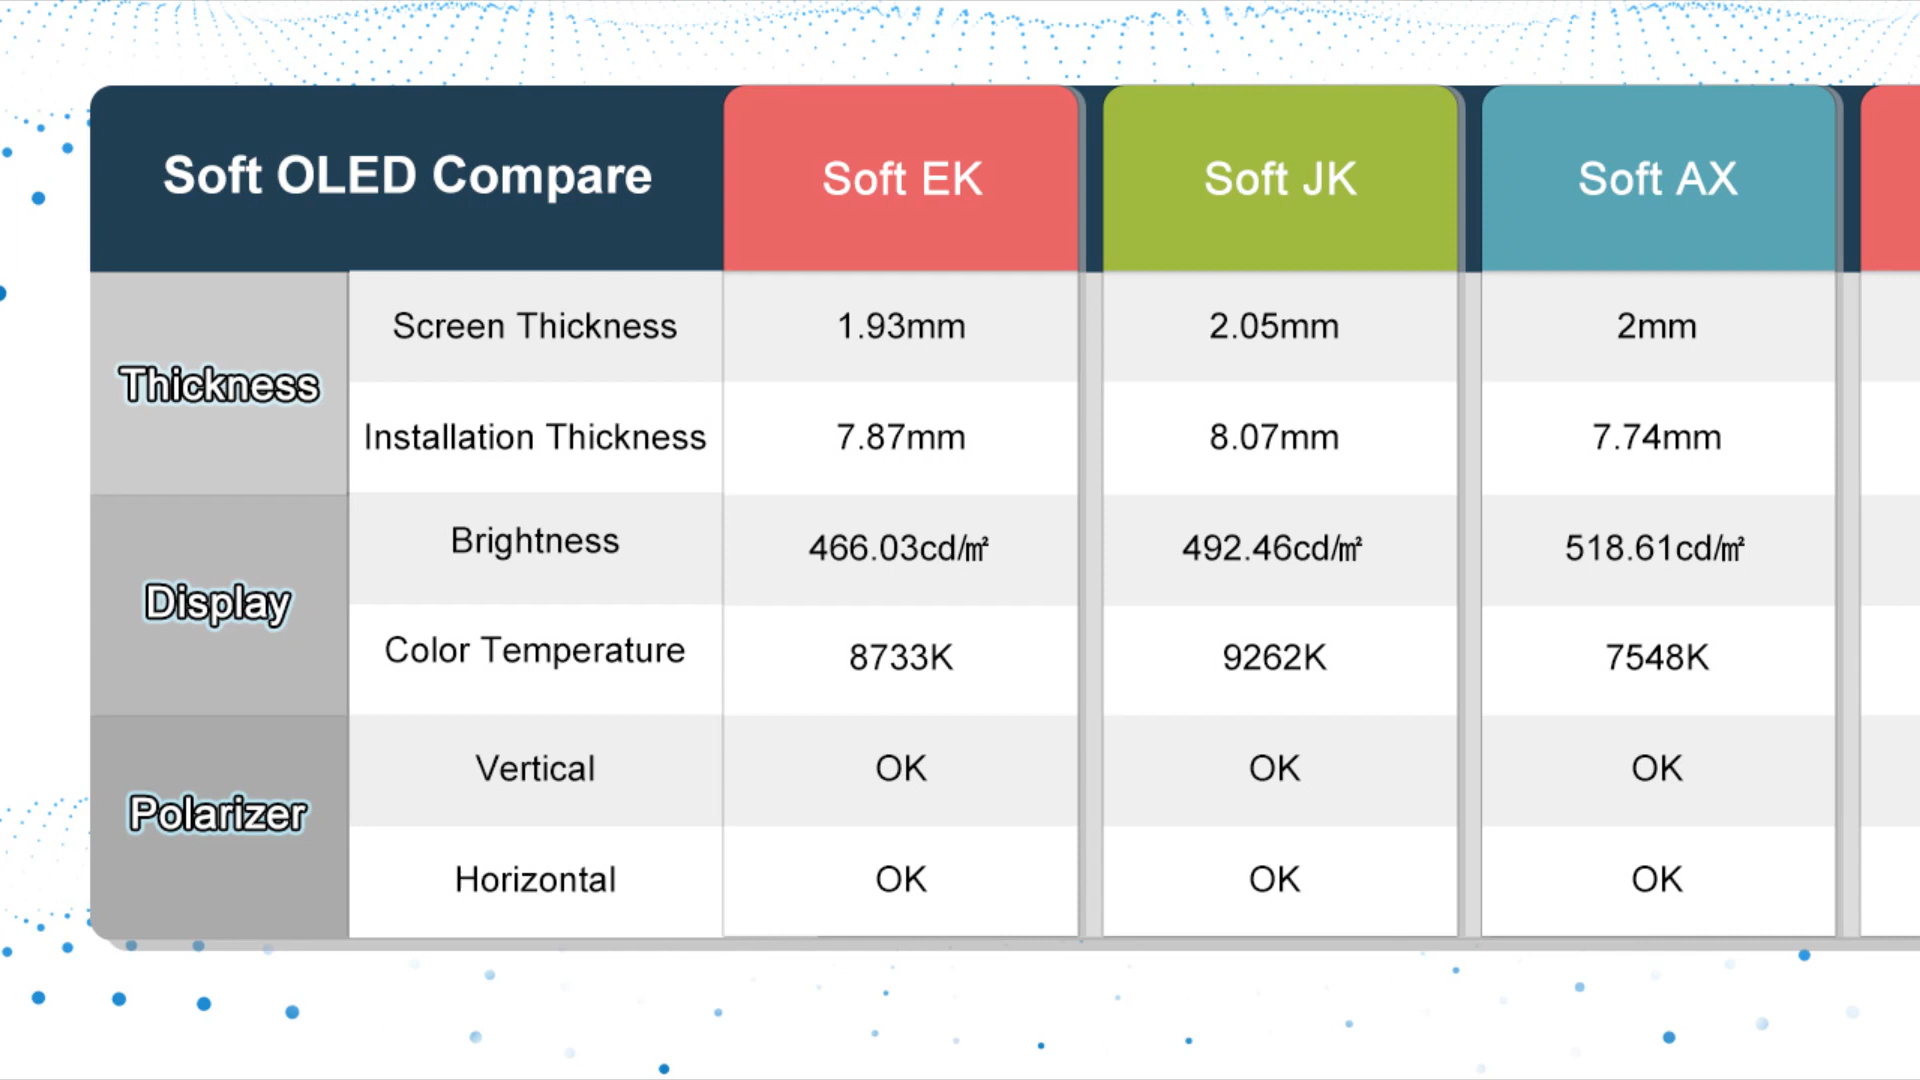 Soft OLED Compare Soft EK Soft JK Soft AX
Thickness
Screen Thickness 1.93mm 2.05mm 2mm
Installation Thickness 7.87mm 8.07mm 7.74mm
Display
Brightness 466.03cd/㎡ 492.46cd/㎡ 518.61cd/㎡
Color Temperature 8733K 9262K 7548K
Polarizer
Vertical OK OK OK
Horizontal OK OK OK